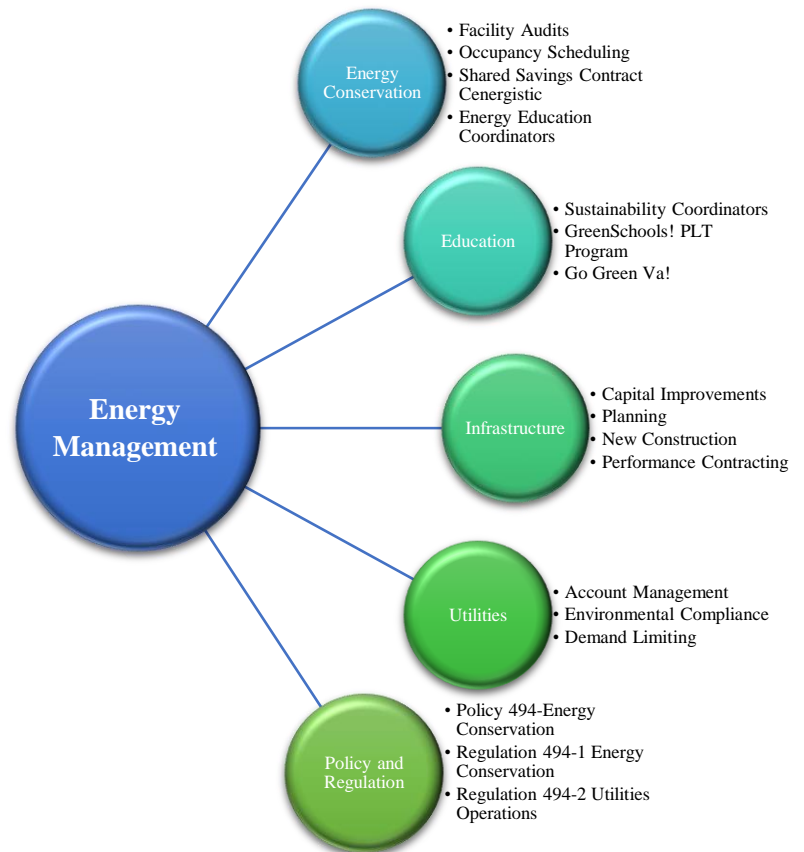 Energy
Conservation
• Facility Audits
• Occupancy Scheduling
• Shared Savings Contract
Cenergistic
• Energy Education
Coordinators
Education
• Sustainability Coordinators
• GreenSchools! PLT
Program
• Go Green Va!
Energy
Management
Infrastructure
• Capital Improvements
• Planning
• New Construction
• Performance Contracting
Utilities
• Account Management
• Environmental Compliance
• Demand Limiting
Policy and
Regulation
• Policy 494-Energy
Conservation
• Regulation 494-1 Energy
Conservation
• Regulation 494-2 Utilities
Operations